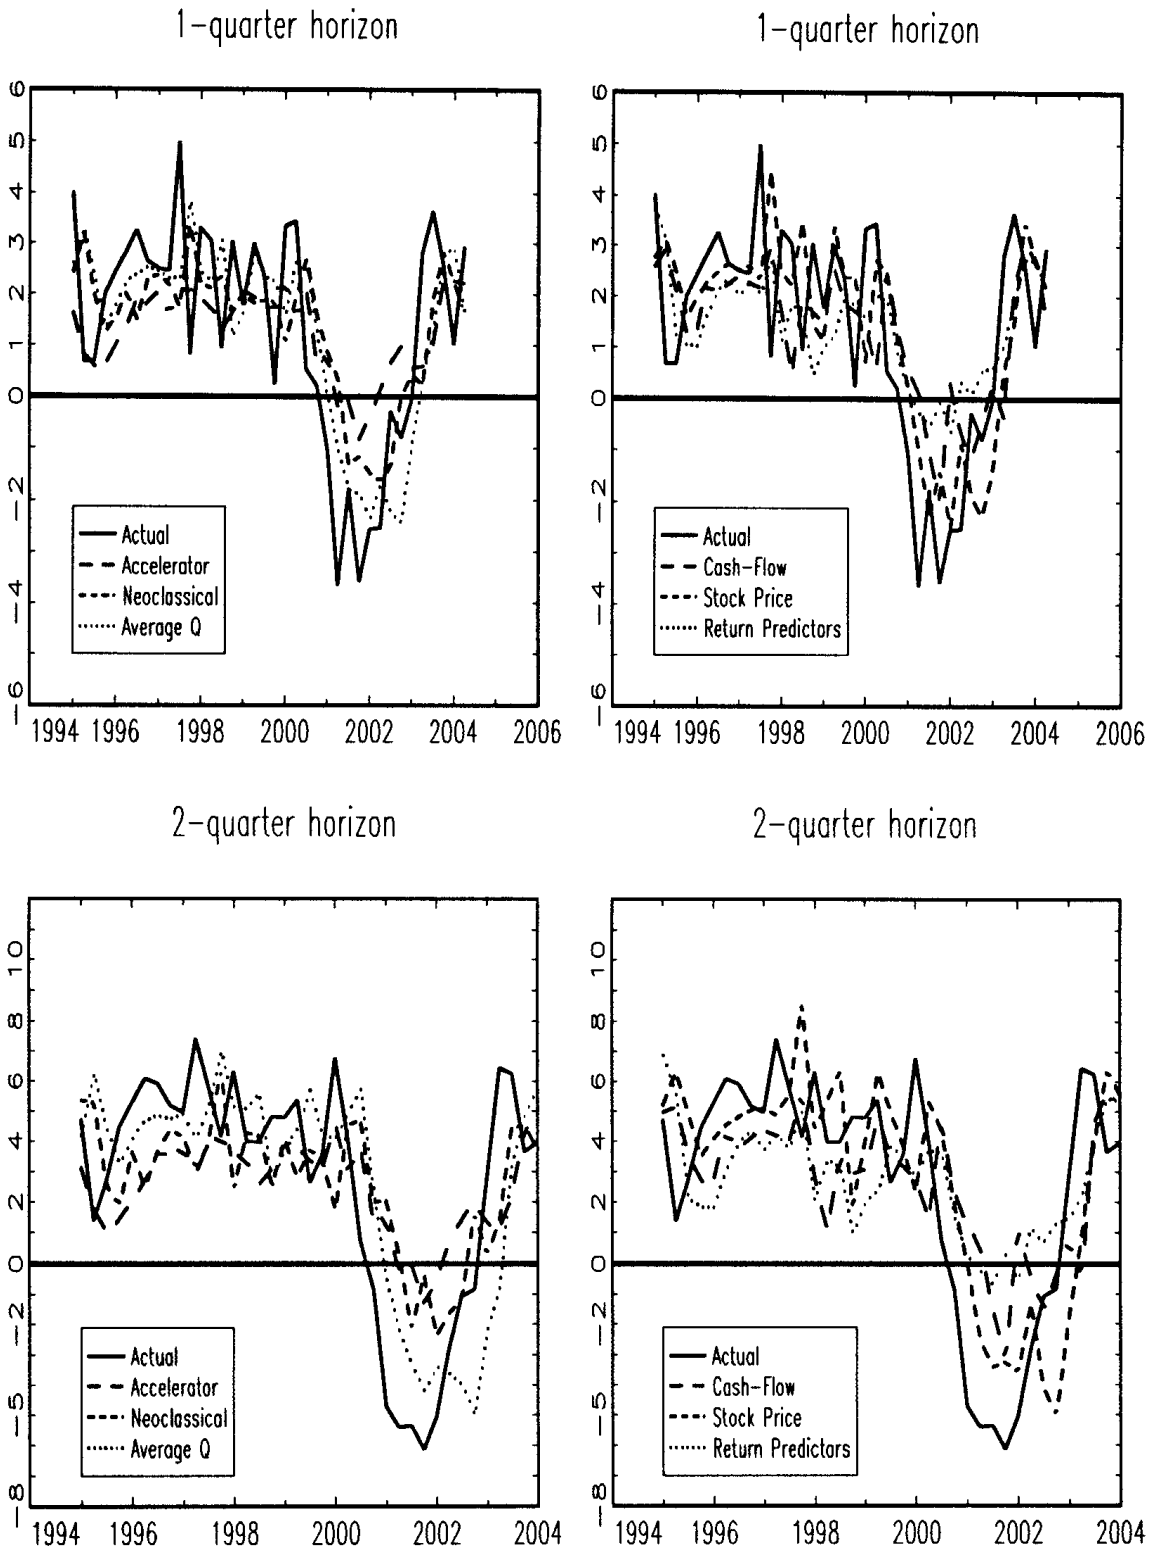 1-quarter horizon
6
5
4
3
2
1
0
-2
-4
-6
Actual
Accelerator
Neoclassical
Average Q
1994 1996 1998 2000 2002 2004 2006
1-quarter horizon
6
5
4
3
2
1
0
-2
-4
-6
Actual
Cash-Flow
Stock Price
Return Predictors
1994 1996 1998 2000 2002 2004 2006
2-quarter horizon
10
8
6
4
2
0
-2
-5
-8
Actual
Accelerator
Neoclassical
Average Q
1994 1996 1998 2000 2002 2004
2-quarter horizon
10
8
6
4
2
0
-2
-5
-8
Actual
Cash-Flow
Stock Price
Return Predictors
1994 1996 1998 2000 2002 2004